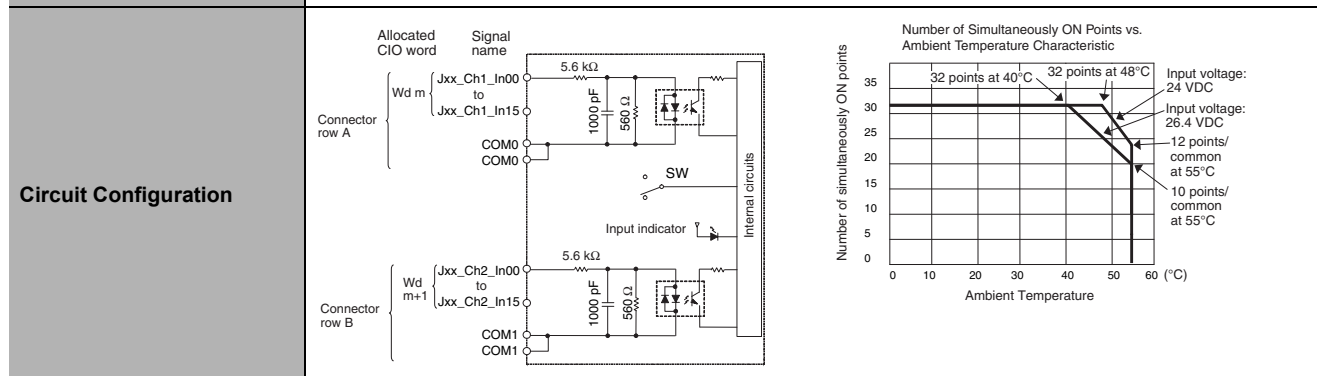 Circuit Configuration
Allocated
CIO word
Signal
name
Connector
row A
Wd m
Jxx_Ch1_In00
to
Jxx_Ch1_In15
COM0
COM0
5.6 kΩ
1000 pF
560 Ω
SW
Input indicator
Internal circuits
Connector
row B
Wd
m+1
Jxx_Ch2_In00
to
Jxx_Ch2_In15
COM1
COM1
5.6 kΩ
1000 pF
560 Ω
Number of Simultaneously ON Points vs.
Ambient Temperature Characteristic
Number of simultaneously ON points
35
30
25
20
15
10
5
0
32 points at 40°C
32 points at 48°C
Input voltage:
24 VDC
Input voltage:
26.4 VDC
12 points/
common
at 55°C
10 points/
common
at 55°C
0 10 20 30 40 50 60 (°C)
Ambient Temperature